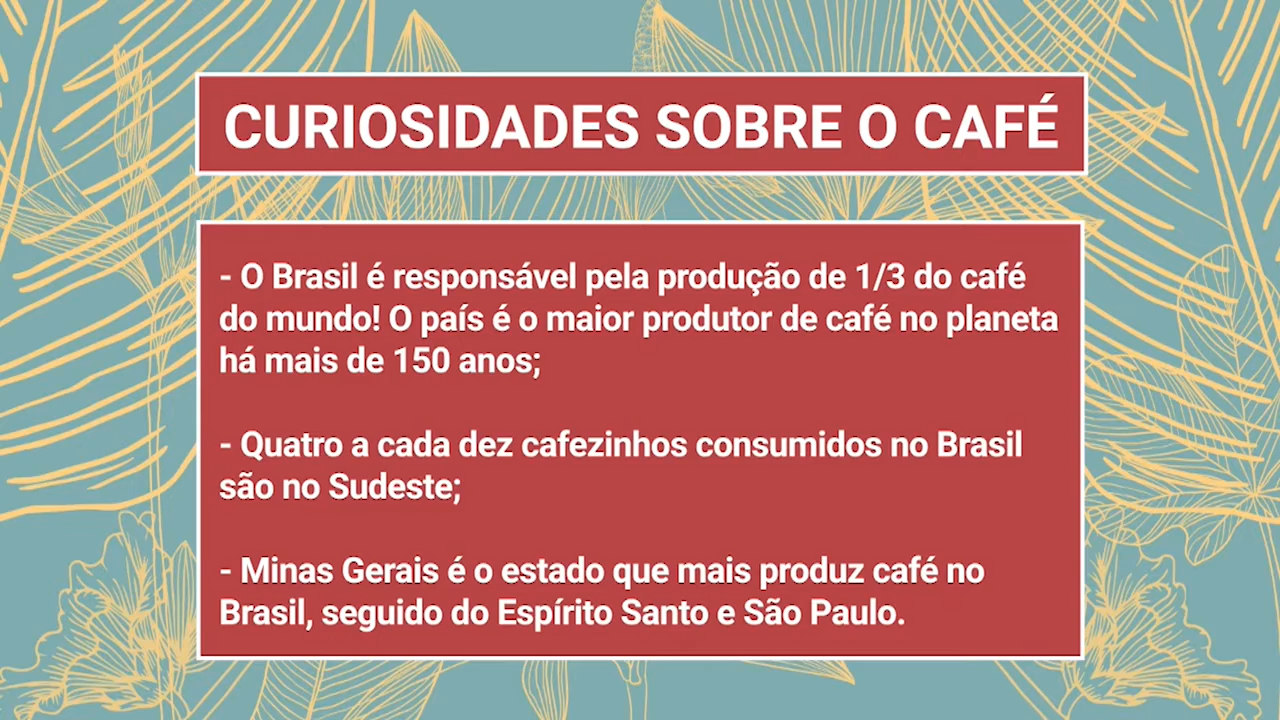 CURIOSIDADES SOBRE O CAFÉ
- O Brasil é responsável pela produção de 1/3 do café
do mundo! O país é o maior produtor de café no planeta
há mais de 150 anos;
- Quatro a cada dez cafezinhos consumidos no Brasil
são no Sudeste;
- Minas Gerais é o estado que mais produz café no
Brasil, seguido do Espírito Santo e São Paulo.